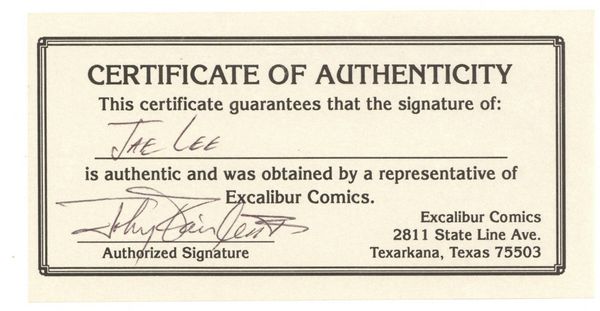 CERTIFICATE OF AUTHENTICITY
This certificate guarantees that the signature of:
JAE LEE
is authentic and was obtained by a representative of
Excalibur Comics.
Authorized Signature
Excalibur Comics
2811 State Line Ave.
Texarkana, Texas 75503